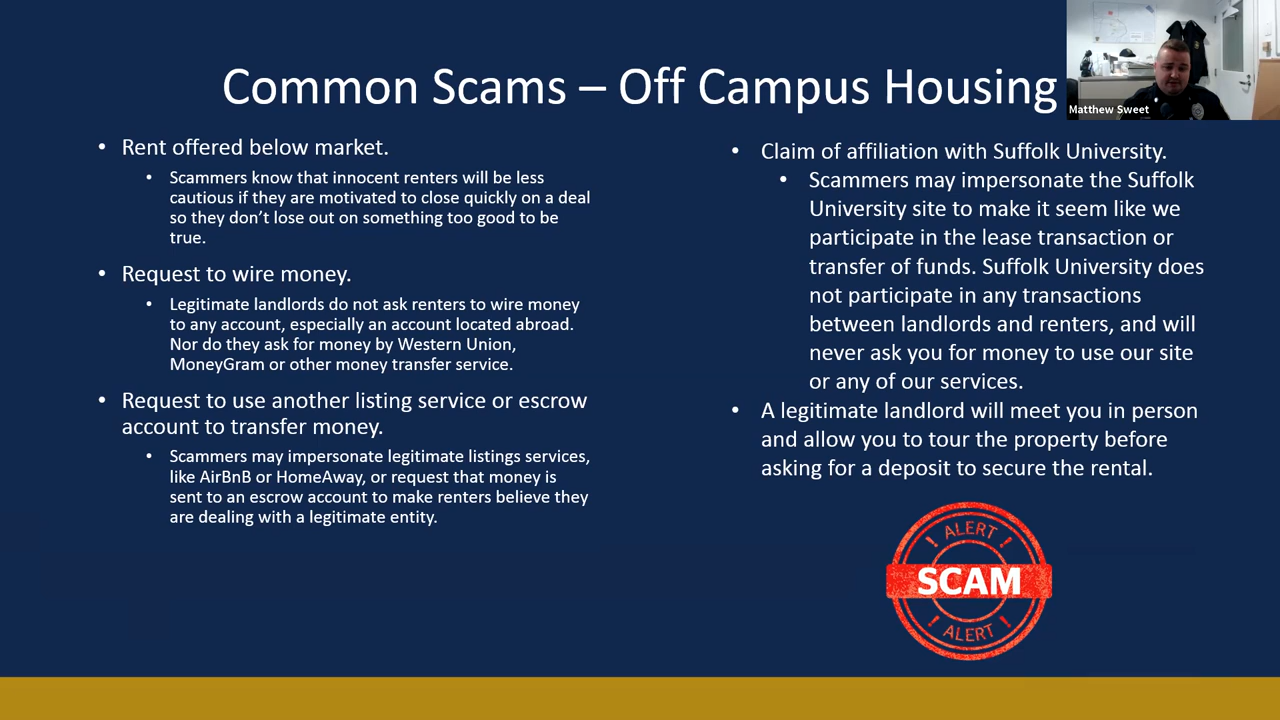 Common Scams – Off Campus Housing
Matthew Sweet
• Rent offered below market.
• Scammers know that innocent renters will be less
cautious if they are motivated to close quickly on a deal
so they don’t lose out on something too good to be
true.
• Request to wire money.
• Legitimate landlords do not ask renters to wire money
to any account, especially an account located abroad.
Nor do they ask for money by Western Union,
MoneyGram or other money transfer service.
• Request to use another listing service or escrow
account to transfer money.
• Scammers may impersonate legitimate listings services,
like AirBnB or HomeAway, or request that money is
sent to an escrow account to make renters believe they
are dealing with a legitimate entity.
• Claim of affiliation with Suffolk University.
• Scammers may impersonate the Suffolk
University site to make it seem like we
participate in the lease transaction or
transfer of funds. Suffolk University does
not participate in any transactions
between landlords and renters, and will
never ask you for money to use our site
or any of our services.
• A legitimate landlord will meet you in person
and allow you to tour the property before
asking for a deposit to secure the rental.
! ALERT !
SCAM
! ALERT !